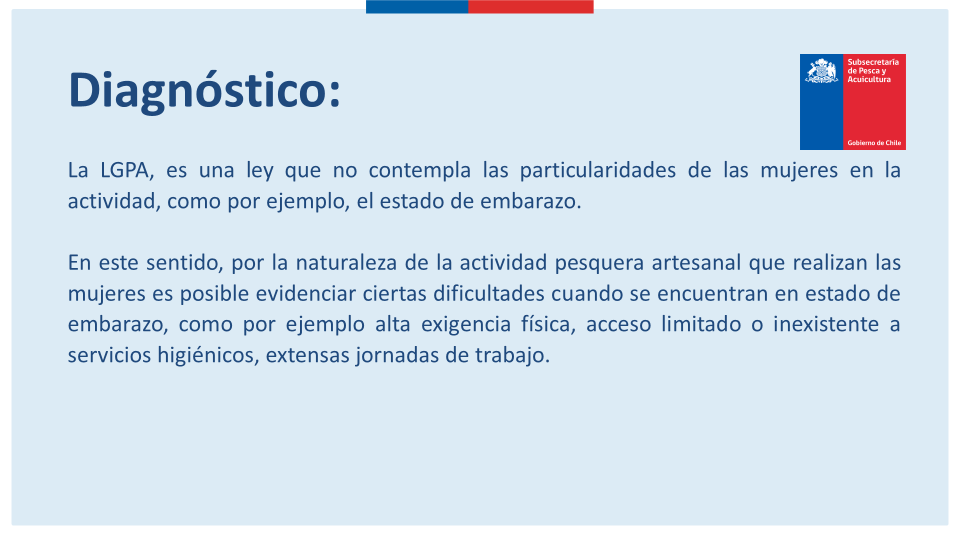 Diagnóstico:
Subsecretaría
de Pesca y
Acuicultura
Gobierno de Chile
La LGPA, es una ley que no contempla las particularidades de las mujeres en la
actividad, como por ejemplo, el estado de embarazo.
En este sentido, por la naturaleza de la actividad pesquera artesanal que realizan las
mujeres es posible evidenciar ciertas dificultades cuando se encuentran en estado de
embarazo, como por ejemplo alta exigencia física, acceso limitado o inexistente a
servicios higiénicos, extensas jornadas de trabajo.